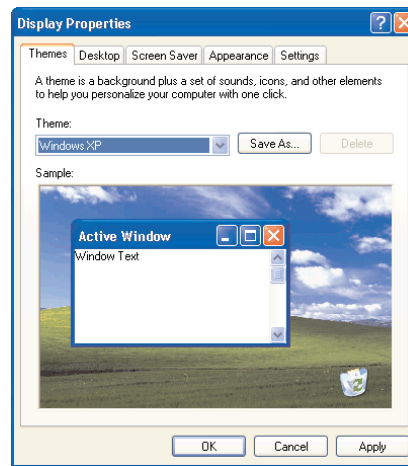 Display Properties
Themes Desktop Screen Saver Appearance Settings
A theme is a background plus a set of sounds, icons, and other elements
to help you personalize your computer with one click.
Theme:
Windows XP Save As... Delete
Sample:
Active Window
Window Text
OK Cancel Apply